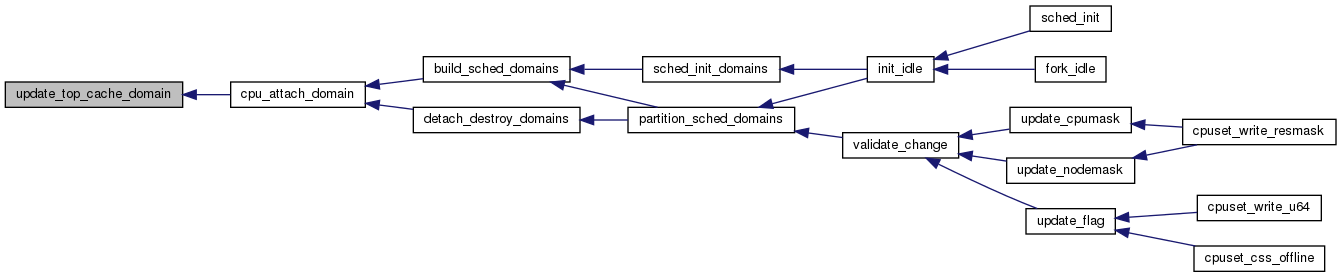 update_top_cache_domain
cpu_attach_domain
build_sched_domains
detach_destroy_domains
sched_init_domains
partition_sched_domains
init_idle
validate_change
sched_init
fork_idle
update_cpumask
update_nodemask
update_flag
cpuset_write_resmask
cpuset_write_u64
cpuset_css_offline